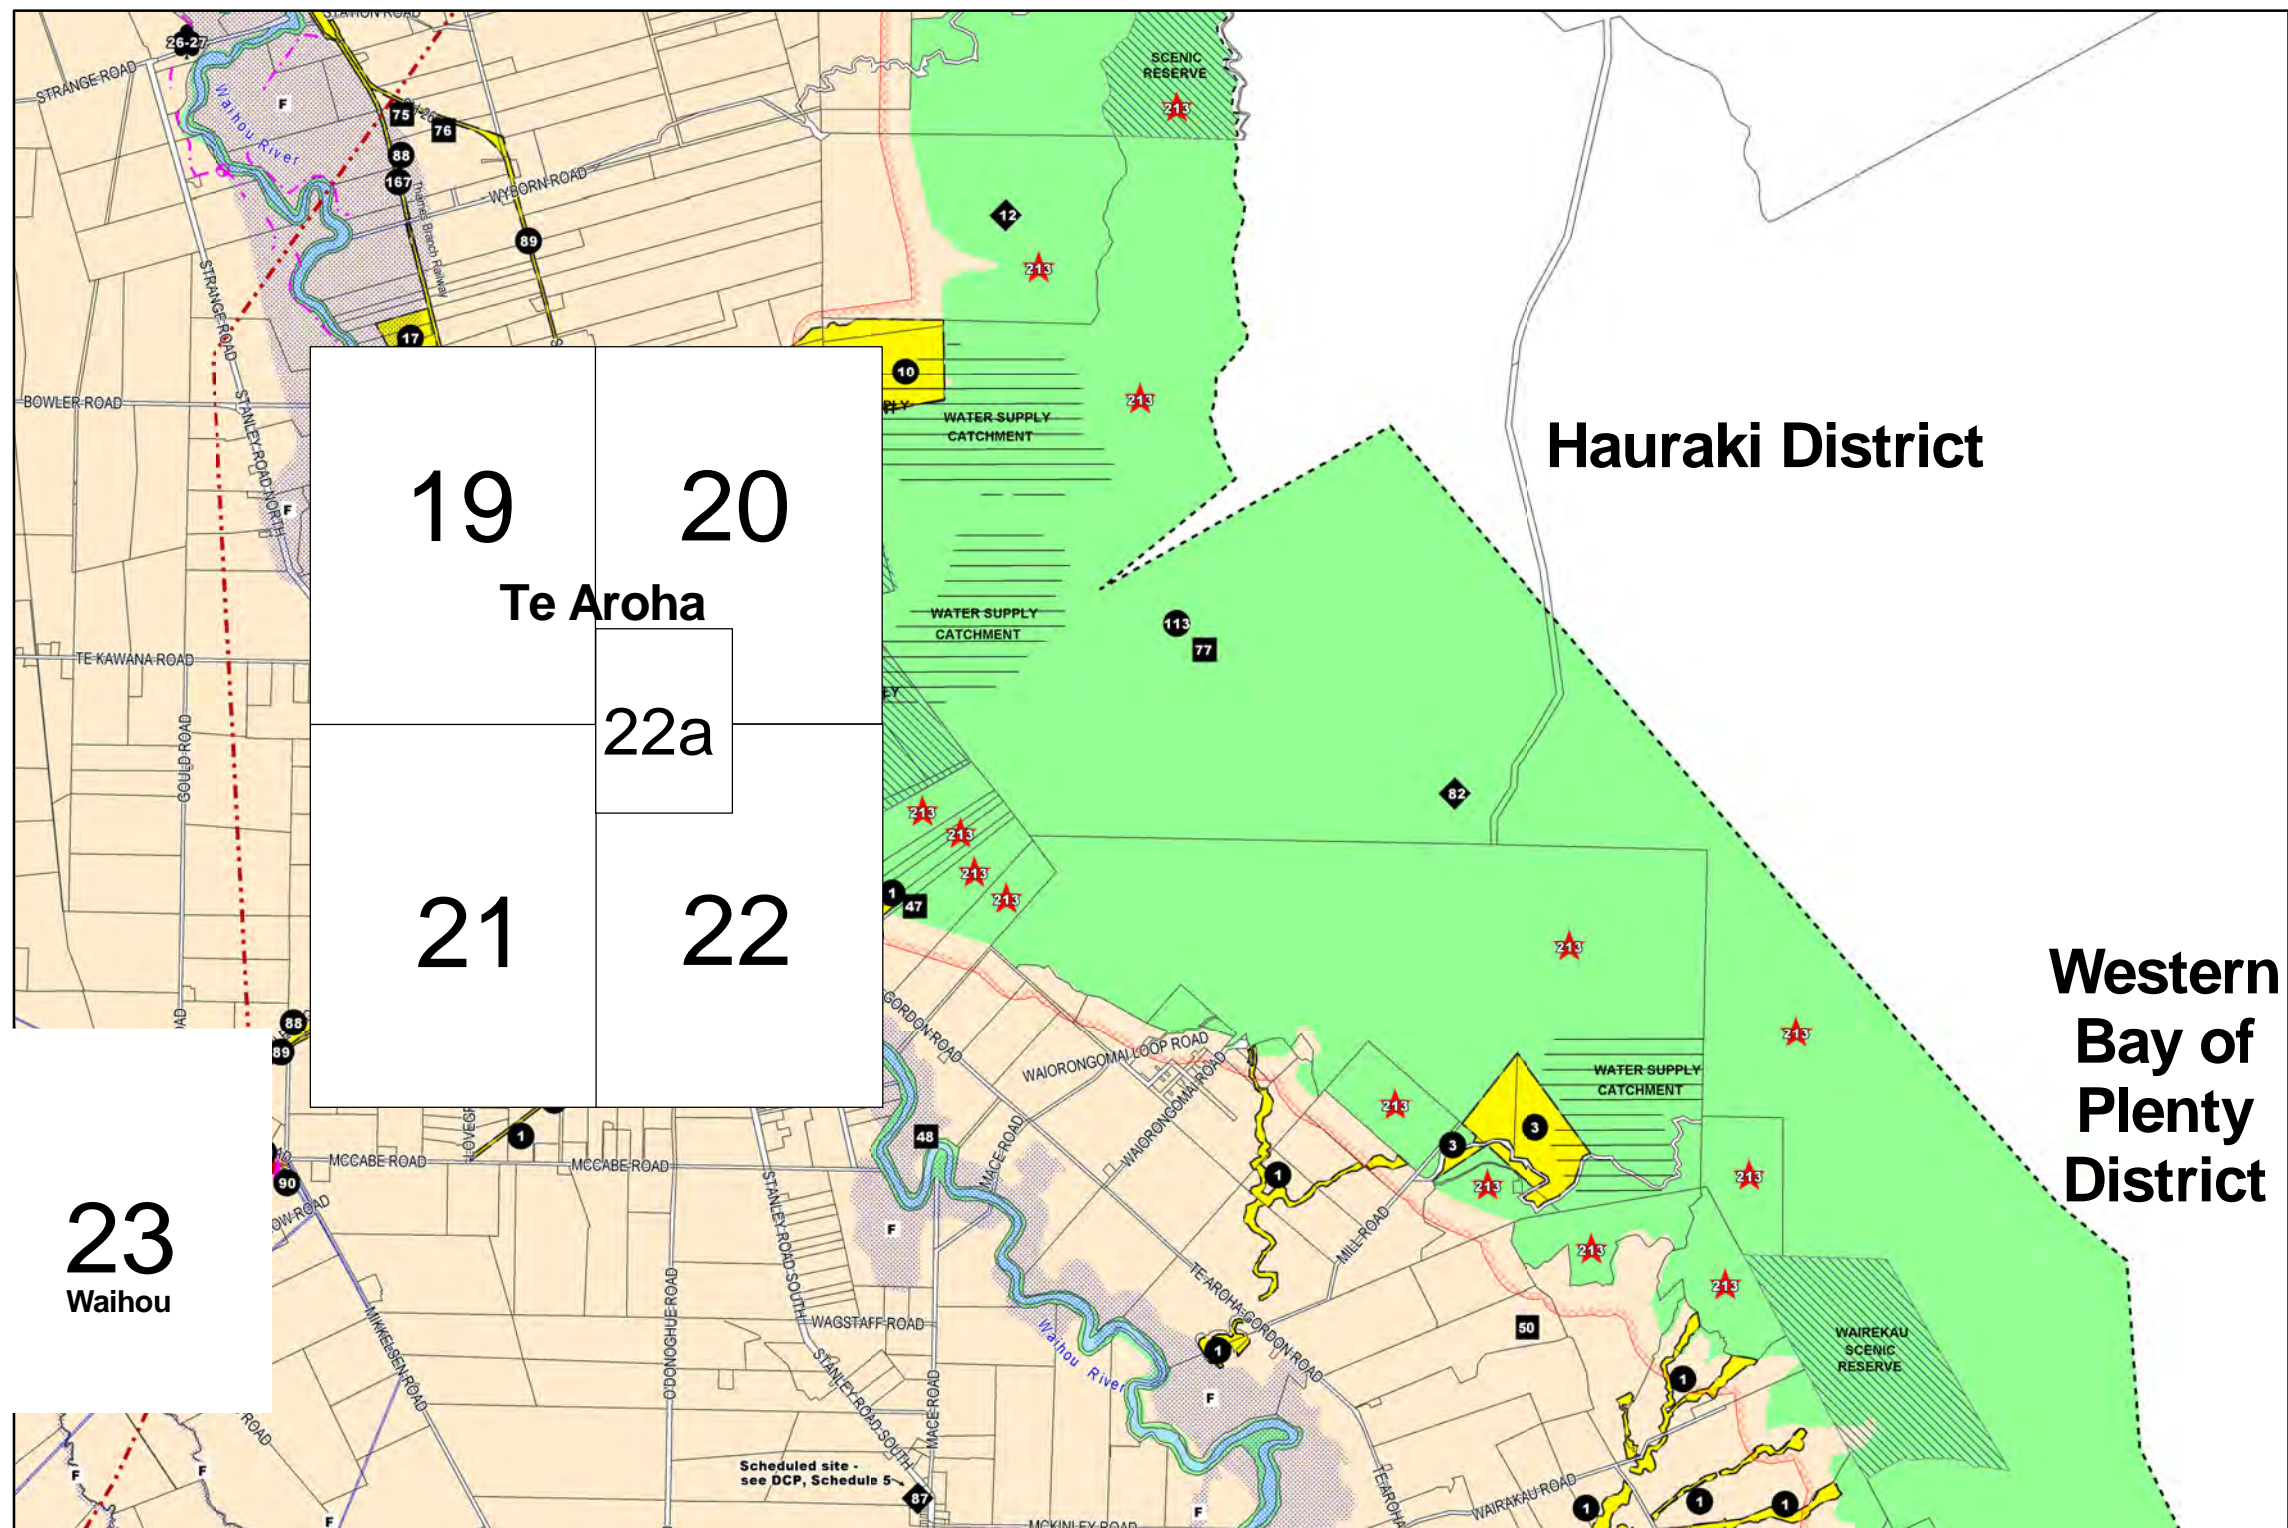 STATION ROAD
26-27
STRANGE ROAD
F
Waihou River
75
76
88
167
Thames Branch Railway
WYBORN ROAD
89
SCENIC
RESERVE
213
12
213
STRANGE ROAD
17
10
BOWLER ROAD
STANLEY ROAD NORTH
F
WATER SUPPLY
CATCHMENT
213
Hauraki District
19
20
Te Aroha
WATER SUPPLY
CATCHMENT
113
77
TE KAWANA ROAD
GOULD ROAD
22a
82
213
213
213
213
1
47
21
22
213
Western
Bay of
Plenty
District
88
89
GORDON ROAD
WAIORONGOMAI LOOP ROAD
WAIORONGOMAI ROAD
213
WATER SUPPLY
CATCHMENT
213
3
3
1
48
MCCABE ROAD
MCCABE ROAD
MACE ROAD
90
1
213
213
23
Waihou
STANLEY ROAD SOUTH
F
MILL ROAD
213
213
TE AROHA-GORDON ROAD
O'DONOGHUE ROAD
MIKKELSEN ROAD
WAGSTAFF ROAD
Waihou River
1
50
WAIREKAU
SCENIC
RESERVE
STANLEY ROAD SOUTH
MACE ROAD
F
1
ROAD
F
F
F
Scheduled site -
see DCP, Schedule 5
87
TE AROHA
WAIRAKAU ROAD
F
1
1
1
MCKINLEY ROAD